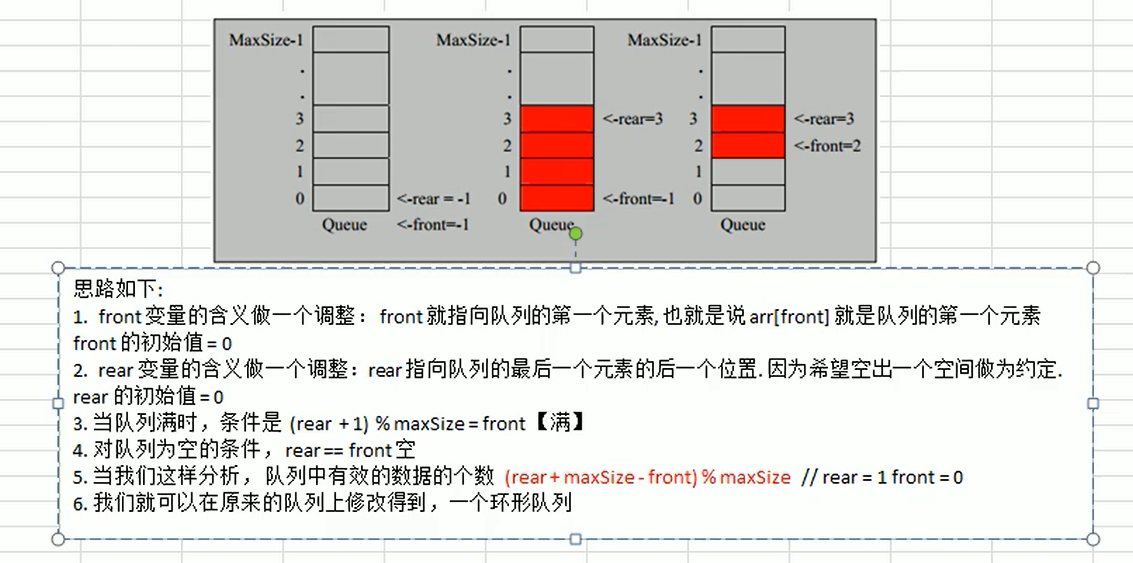 MaxSize-1 MaxSize-1 MaxSize-1
. . .
. . .
3 3 <-rear=3 3 <-rear=3
2 2 2 <-front=2
1 1 1
0 <-rear = -1 0 <-front=-1 0
Queue <-front=-1 Queue Queue
思路如下:
1. front 变量的含义做一个调整： front 就指向队列的第一个元素, 也就是说 arr[front] 就是队列的第一个元素
front 的初始值 = 0
2. rear 变量的含义做一个调整：rear 指向队列的最后一个元素的后一个位置. 因为希望空出一个空间做为约定.
rear 的初始值 = 0
3. 当队列满时，条件是 (rear + 1) % maxSize = front【满】
4. 对队列为空的条件，rear == front 空
5. 当我们这样分析，队列中有效的数据的个数 (rear + maxSize - front) % maxSize // rear = 1 front = 0
6. 我们就可以在原来的队列上修改得到，一个环形队列